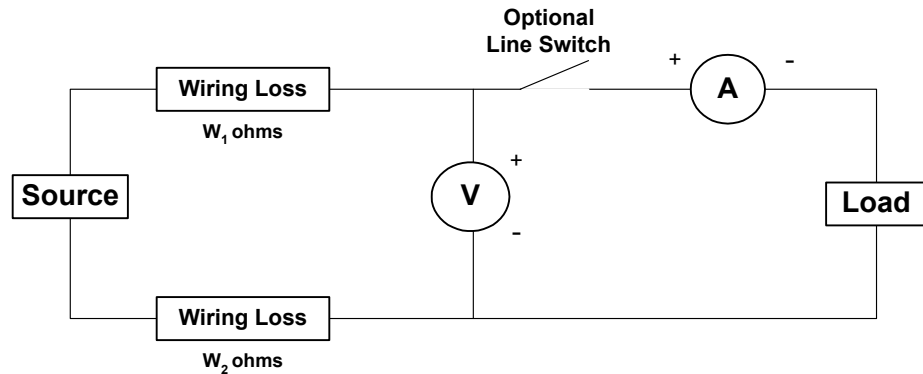 Optional
Line Switch
Wiring Loss
+
-
A
W1 ohms
Source
V
+
-
Load
Wiring Loss
W2 ohms